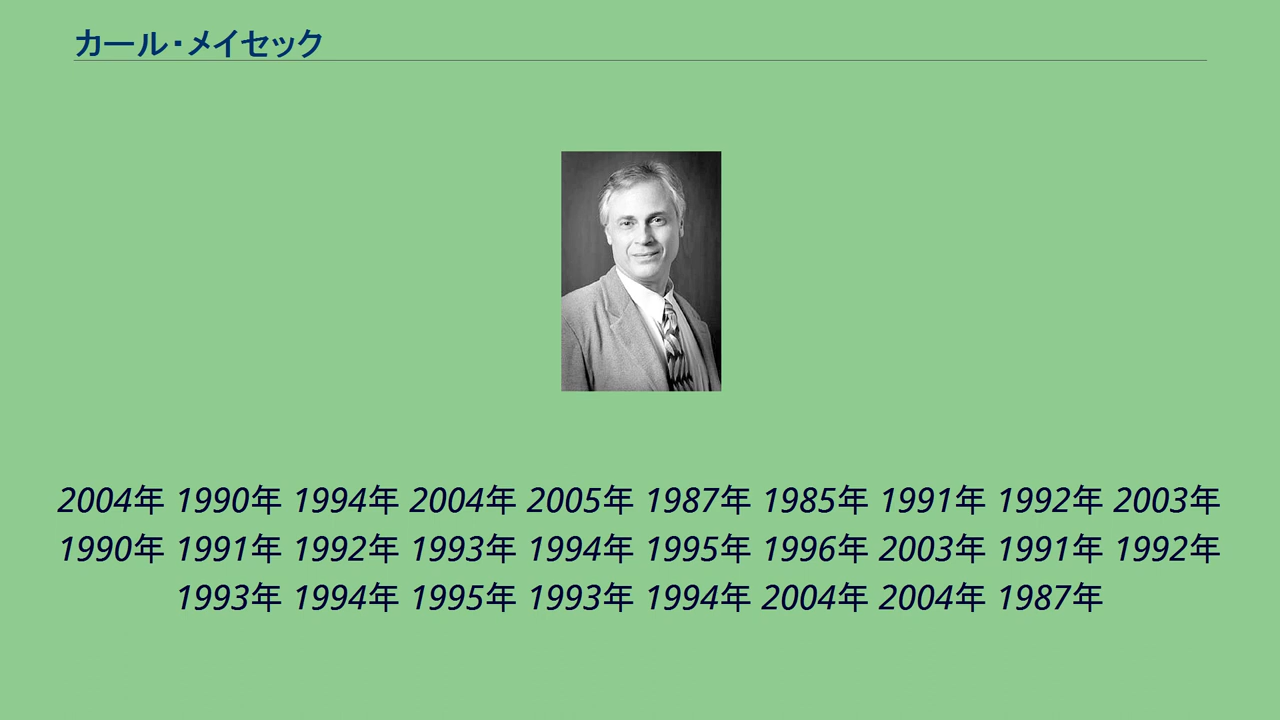 カール・メイセック
2004年 1990年 1994年 2004年 2005年 1987年 1985年 1991年 1992年 2003年
1990年 1991年 1992年 1993年 1994年 1995年 1996年 2003年 1991年 1992年
1993年 1994年 1995年 1993年 1994年 2004年 2004年 1987年